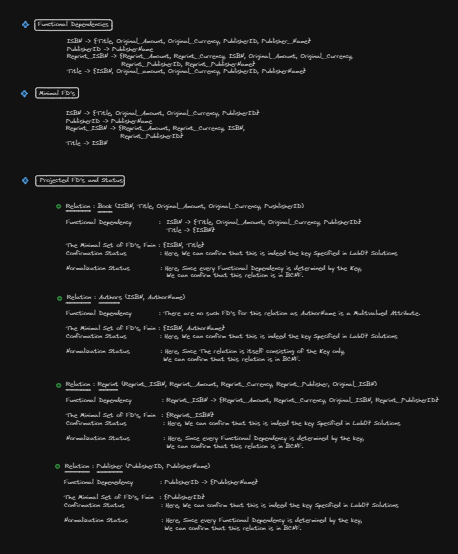 Functional Dependencies
ISBN -> {Title, Original_Amount, Original_Currency, PublisherID, Publisher_Name}
PublisherID -> PublisherName
Reprint_ISBN -> {Reprint_Amount, Reprint_Currency, ISBN, Original_Amount, Original_Currency,
Reprint_PublisherID, Reprint_PublisherName}
Title -> {ISBN, Original_amount, Original_Currency, PublisherID, PublisherName}
Minimal FD's
ISBN -> {Title, Original_Amount, Original_Currency, PublisherID}
PublisherID -> PublisherName
Reprint_ISBN -> {Reprint_Amount, Reprint_Currency, ISBN,
Reprint_PublisherID}
Title -> ISBN
Projected FD's and Status
Relation : Book (ISBN, Title, Original_Amount, Original_Currency, PublisherID)
Functional Dependency : ISBN -> {Title, Original_Amount, Original_Currency, PublisherID}
Title -> {ISBN}
The Minimal Set of FD's, Fmin : {ISBN, Title}
Confirmation Status : Here, We can confirm that this is indeed the key Specified in Lab07 Solutions
Normalization Status : Here, Since every Functional Dependency is determined by the Key,
We can confirm that this relation is in BCNF.
Relation : Authors (ISBN, AuthorName)
Functional Dependency : There are no such FD's for this relation as AuthorName is a Multivalued Attribute.
The Minimal Set of FD's, Fmin : {ISBN, AuthorName}
Confirmation Status : Here, We can confirm that this is indeed the key Specified in Lab07 Solutions
Normalization Status : Here, Since The relation is itself consisting of the Key only,
We can confirm that this relation is in BCNF.
Relation : Reprint (Reprint_ISBN, Reprint_Amount, Reprint_Currency, Reprint_Publisher, Original_ISBN)
Functional Dependency : Reprint_ISBN -> {Reprint_Amount, Reprint_Currency, Original_ISBN, Reprint_PublisherID}
The Minimal Set of FD's, Fmin : {Reprint_ISBN}
Confirmation Status : Here, We can confirm that this is indeed the key Specified in Lab07 Solutions
Normalization Status : Here, Since every Functional Dependency is determined by the key,
We can confirm that this relation is in BCNF.
Relation : Publisher (PublisherID, PublisherName)
Functional Dependency : PublisherID -> {PublisherName}
The Minimal Set of FD's, Fmin : {PublisherID}
Confirmation Status : Here, We can confirm that this is indeed the key Specified in Lab07 Solutions
Normalization Status : Here, Since every Functional Dependency is determined by the key,
We can confirm that this relation is in BCNF.